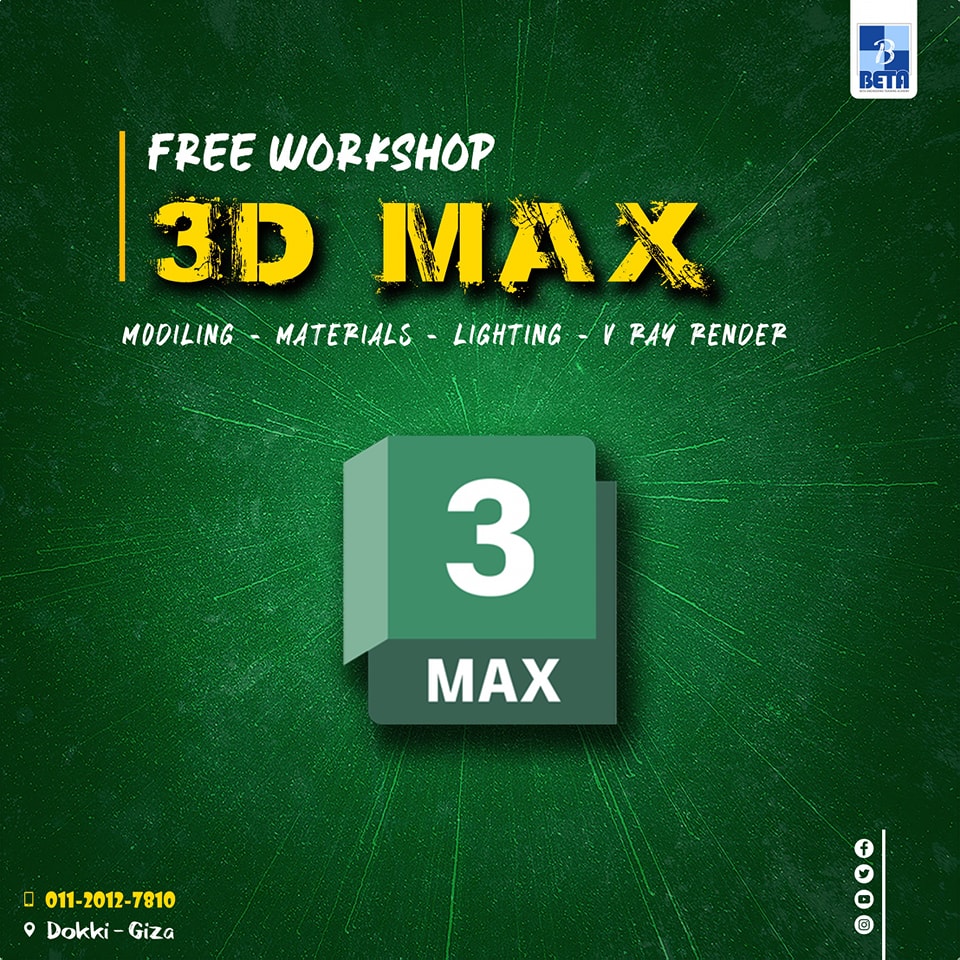 BETA
FREE WORKSHOP
3D MAX
MODILING - MATERIALS - LIGHTING - V RAY RENDER
3
MAX
011-2012-7810
Dokki - Giza